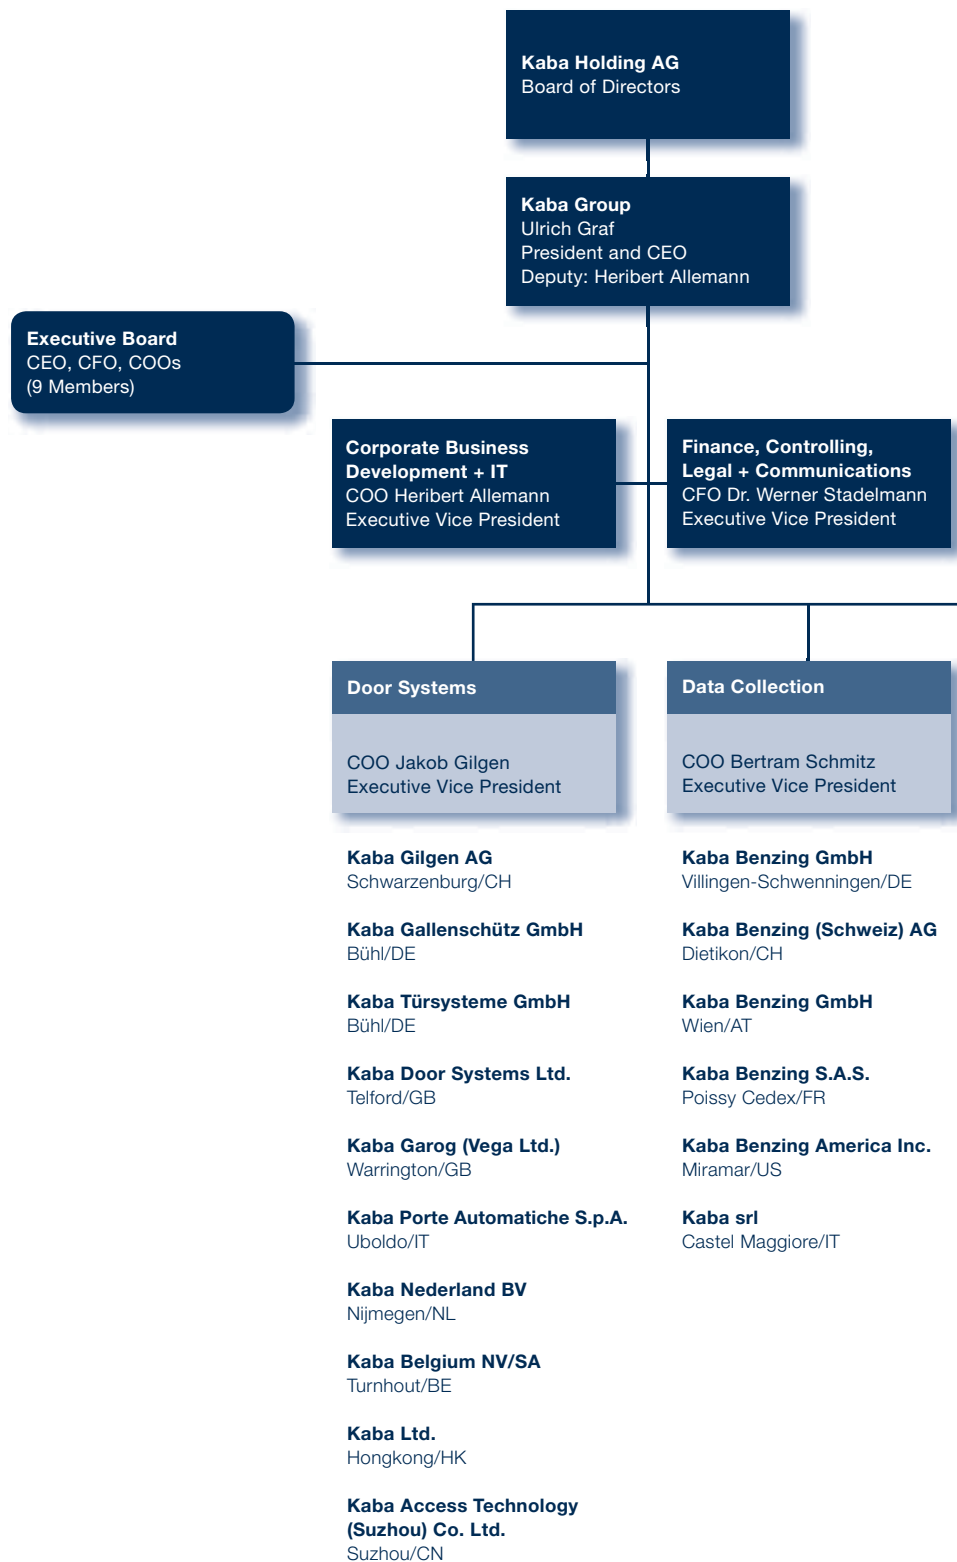 Kaba Holding AG
Board of Directors
Kaba Group
Ulrich Graf
President and CEO
Deputy: Heribert Allemann
Executive Board
CEO, CFO, COOs
(9 Members)
Corporate Business
Development + IT
COO Heribert Allemann
Executive Vice President
Finance, Controlling,
Legal + Communications
CFO Dr. Werner Stadelmann
Executive Vice President
Door Systems
COO Jakob Gilgen
Executive Vice President
Kaba Gilgen AG
Schwarzenburg/CH
Kaba Gallenschütz GmbH
Bühl/DE
Kaba Türsysteme GmbH
Bühl/DE
Kaba Door Systems Ltd.
Telford/GB
Kaba Garog (Vega Ltd.)
Warrington/GB
Kaba Porte Automatiche S.p.A.
Uboldo/IT
Kaba Nederland BV
Nijmegen/NL
Kaba Belgium NV/SA
Turnhout/BE
Kaba Ltd.
Hongkong/HK
Kaba Access Technology
(Suzhou) Co. Ltd.
Suzhou/CN
Data Collection
COO Bertram Schmitz
Executive Vice President
Kaba Benzing GmbH
Villingen-Schwenningen/DE
Kaba Benzing (Schweiz) AG
Dietikon/CH
Kaba Benzing GmbH
Wien/AT
Kaba Benzing S.A.S.
Poissy Cedex/FR
Kaba Benzing America Inc.
Miramar/US
Kaba srl
Castel Maggiore/IT